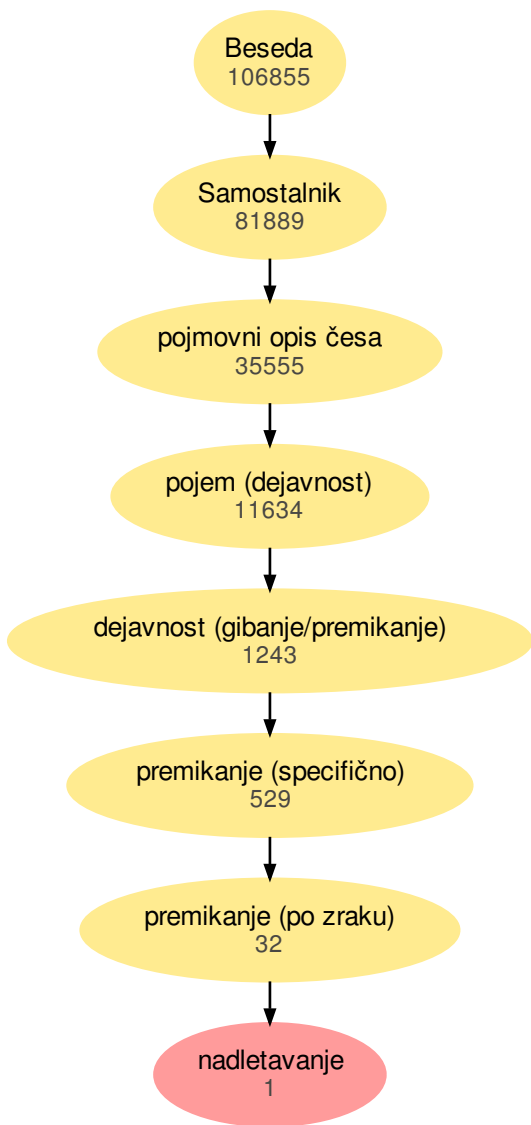 Beseda
106855
Samostalnik
81889
pojmovni opis česa
35555
pojem (dejavnost)
11634
dejavnost (gibanje/premikanje)
1243
premikanje (specifično)
529
premikanje (po zraku)
32
nadletavanje
1